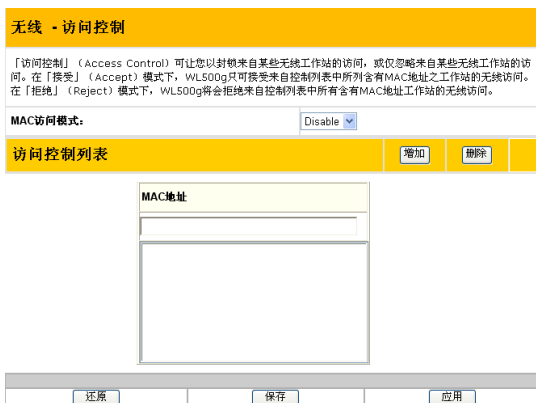 无线 - 访问控制
「访问控制」（Access Control）可让您以封锁来自某些无线工作站的访问，或仅忽略来自某些无线工作站的访
问。在「接受」（Accept）模式下，WL500g只可接受来自控制列表中所列含有MAC地址之工作站的无线访问。
在「拒绝」（Reject）模式下，WL500g将会拒绝来自控制列表中所有含有MAC地址工作站的无线访问。
MAC访问模式： Disable
访问控制列表 增加 删除
MAC地址
还原 保存 应用